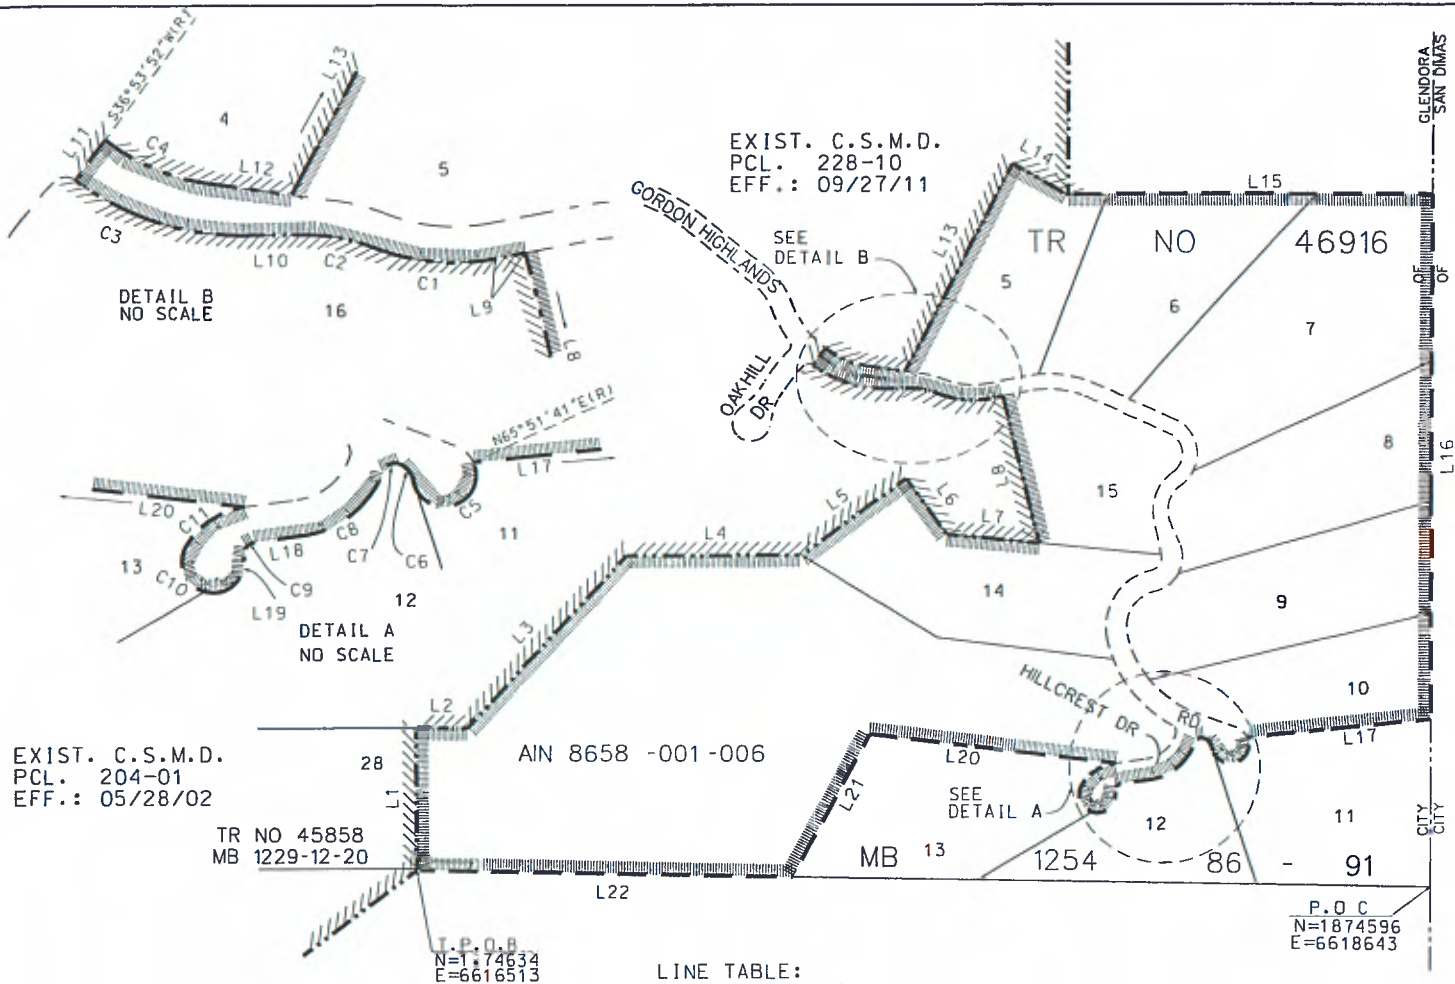 S36°53'52"W(R)
L13
L11
C4
4
L12
5
C3
L10
C2
C1
L9
L8
DETAIL B
NO SCALE
16
EXIST. C.S.M.D.
PCL. 228-10
EFF.: 09/27/11
GORDON HIGHLANDS
SEE
DETAIL B
OAKHILL
DR
L14
L13
L15
GLENDORA
SAN DIMAS
TR NO 46916
5
6
7
OF
OF
8
L16
L8
15
L5
L6
L7
L4
14
9
L3
10
HILLCREST DR
RD
L17
N65°51'41"E(R)
L17
L20
C11
13
C10
L18
C8
C7
C6
C5
11
C9
L19
12
DETAIL A
NO SCALE
L2
EXIST. C.S.M.D.
PCL. 204-01
EFF.: 05/28/02
28
L1
AIN 8658-001-006
L20
L21
SEE
DETAIL A
12
11
CITY
CITY
TR NO 45858
MB 1229-12-20
MB 13 1254 86 - 91
L22
P.O.C
N=1874596
E=6618643
T.P.O.B
E=6616513
LINE TABLE: